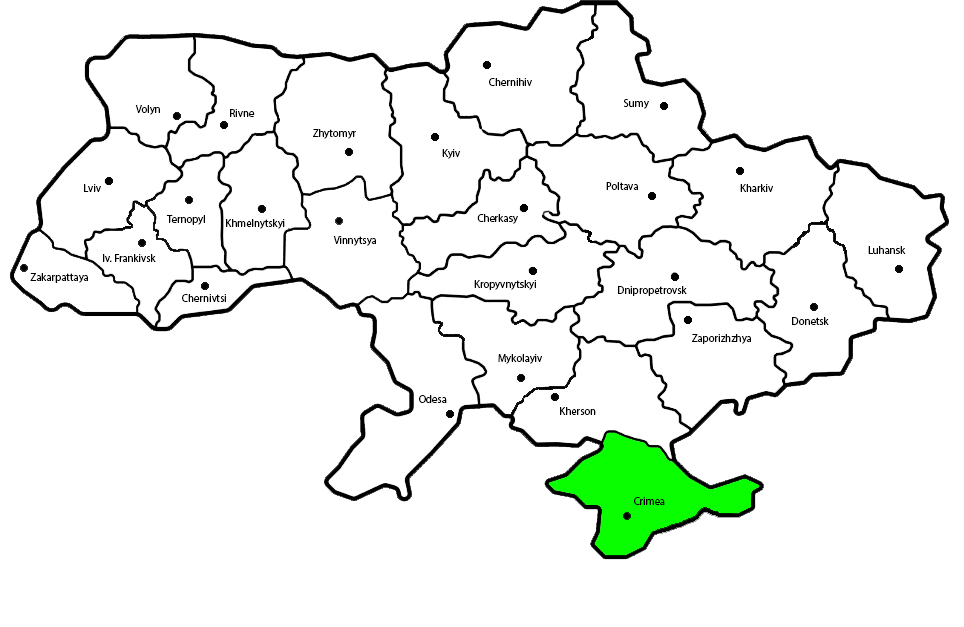 Chernihiv
Sumy
Volyn
Rivne
Zhytomyr
Kyiv
Lviv
Ternopyl
Khmelnytskyi
Cherkasy
Poltava
Kharkiv
Vinnytsya
Iv. Frankivsk
Luhansk
Zakarpattaya
Chernivtsi
Kropyvnytskyi
Dnipropetrovsk
Donetsk
Zaporizhzhya
Mykolayiv
Odesa
Kherson
Crimea